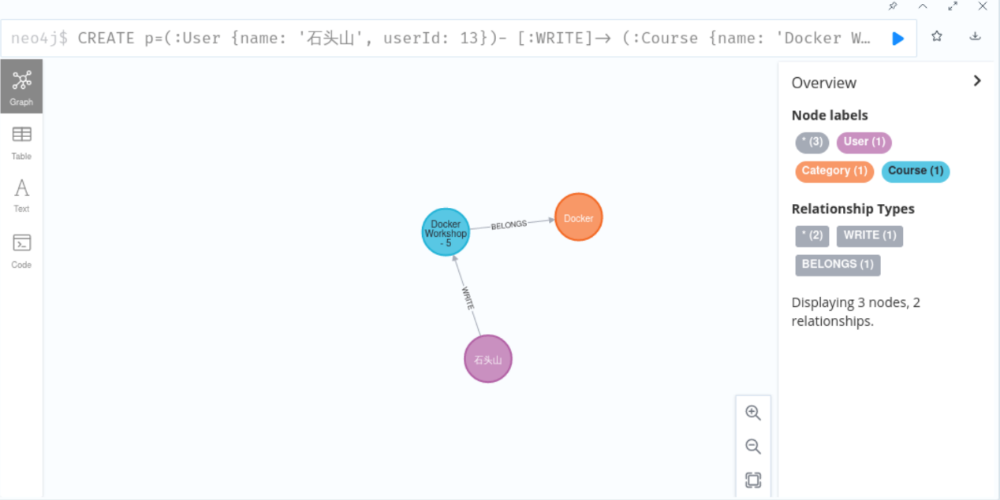 neo4j$ CREATE p=(:User {name: '石头山', userId: 13})- [:WRITE]→ (:Course {name: 'Docker W…
Graph
Table
Text
Code
Docker
Workshop
- 5
BELONGS
Docker
WRITE
石头山
Overview
Node labels
* (3) User (1)
Category (1) Course (1)
Relationship Types
* (2) WRITE (1)
BELONGS (1)
Displaying 3 nodes, 2
relationships.